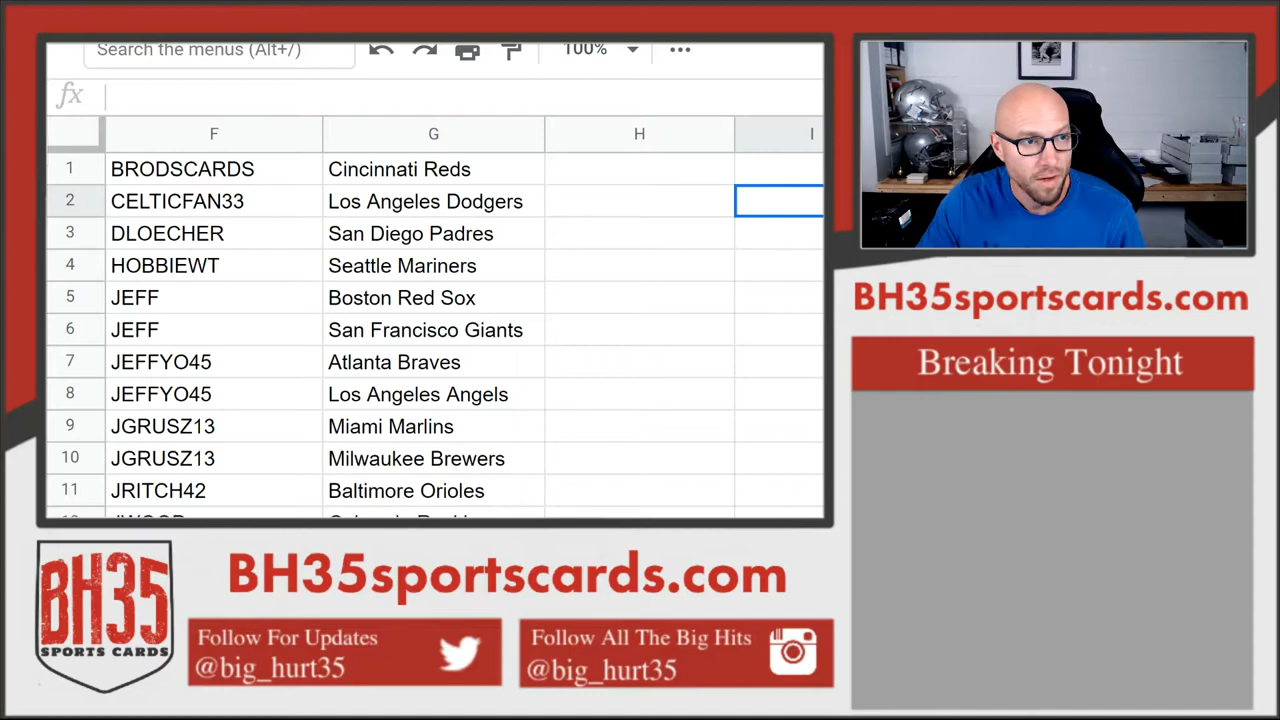 Search the menus (Alt+/)
100%
fx
F G H I
1 BRODSCARDS Cincinnati Reds
2 CELTICFAN33 Los Angeles Dodgers
3 DLOECHER San Diego Padres
4 HOBBIEWT Seattle Mariners
5 JEFF Boston Red Sox
6 JEFF San Francisco Giants
7 JEFFYO45 Atlanta Braves
8 JEFFYO45 Los Angeles Angels
9 JGRUSZ13 Miami Marlins
10 JGRUSZ13 Milwaukee Brewers
11 JRITCH42 Baltimore Orioles
BH35sportscards.com
Breaking Tonight
BH35
SPORTS CARDS
BH35sportscards.com
Follow For Updates
@big_hurt35
Follow All The Big Hits
@big_hurt35